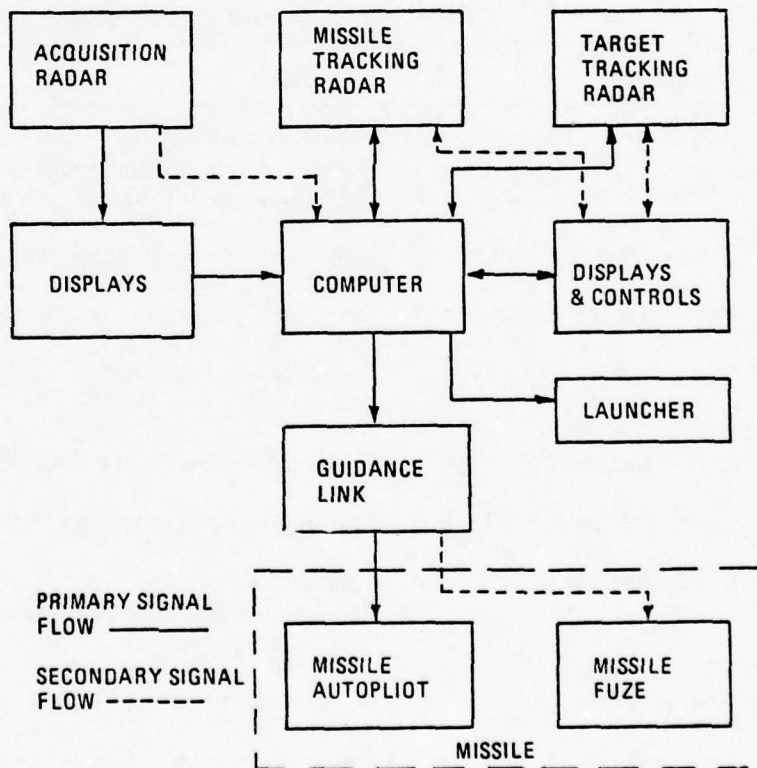 ACQUISITION
RADAR
MISSILE
TRACKING
RADAR
TARGET
TRACKING
RADAR
DISPLAYS
COMPUTER
DISPLAYS
& CONTROLS
LAUNCHER
GUIDANCE
LINK
PRIMARY SIGNAL
FLOW
SECONDARY SIGNAL
FLOW
MISSILE
AUTOPLIOT
MISSILE
FUZE
MISSILE